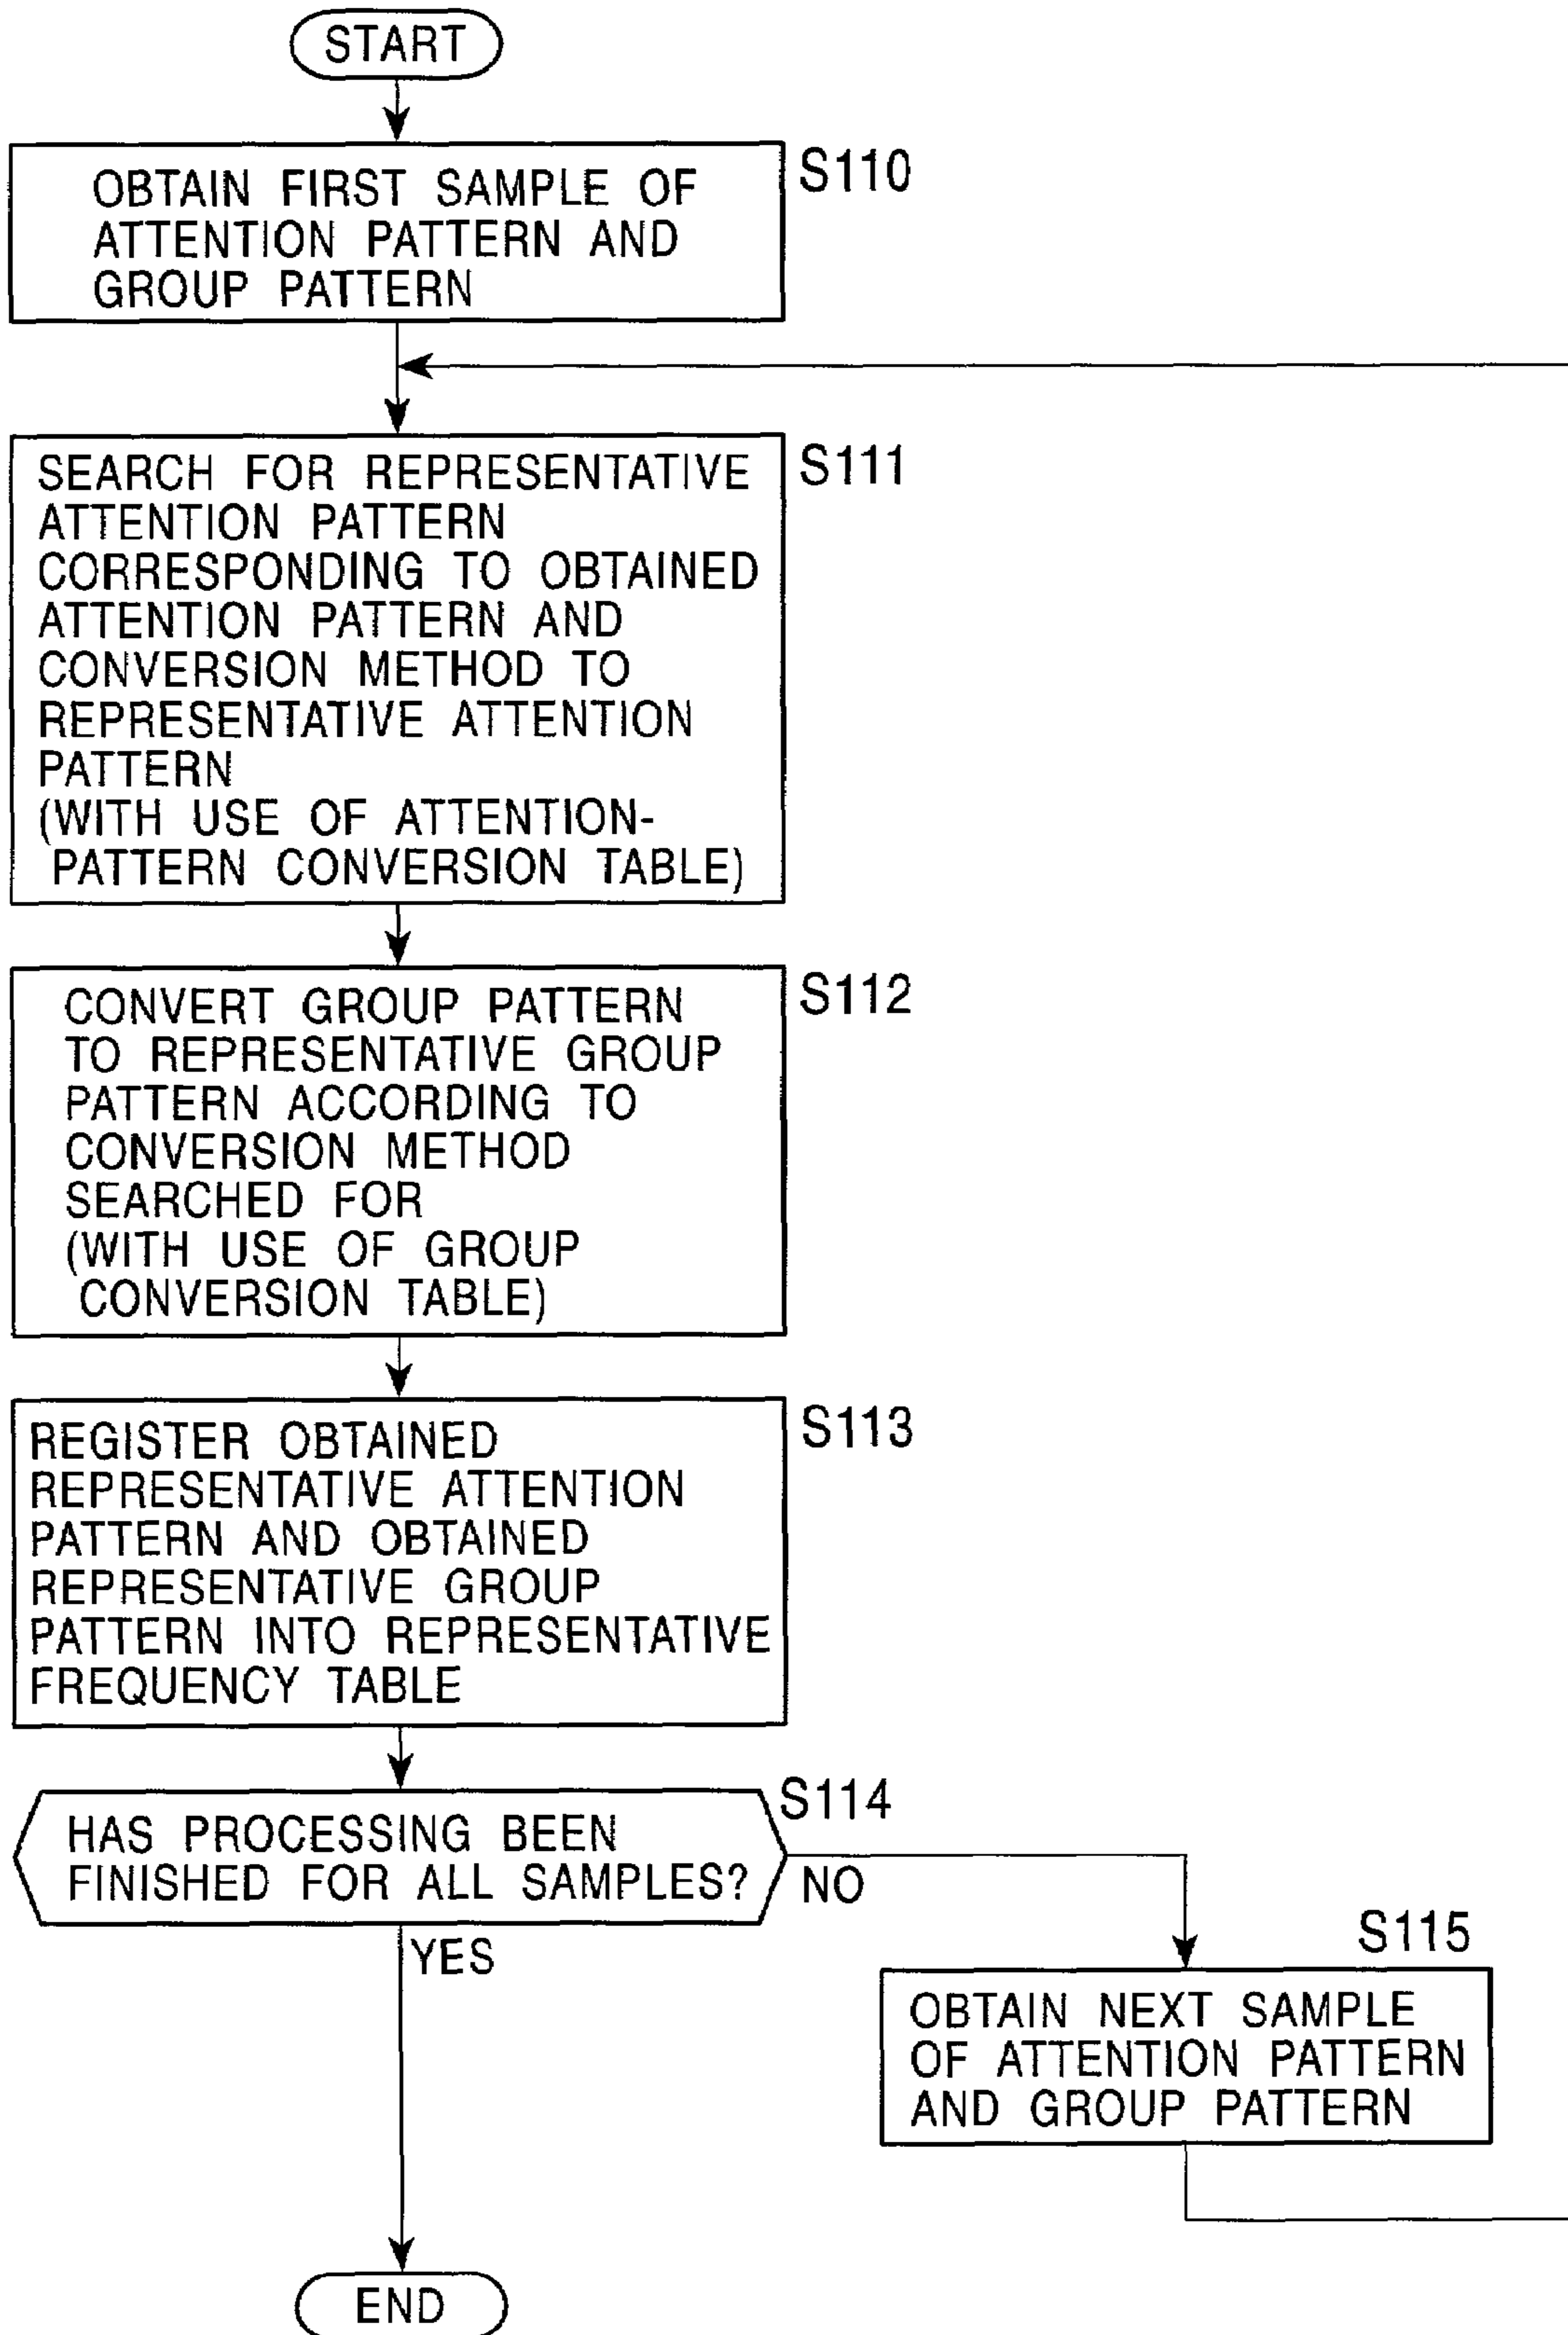 START
S110
OBTAIN FIRST SAMPLE OF
ATTENTION PATTERN AND
GROUP PATTERN
S111
SEARCH FOR REPRESENTATIVE
ATTENTION PATTERN
CORRESPONDING TO OBTAINED
ATTENTION PATTERN AND
CONVERSION METHOD TO
REPRESENTATIVE ATTENTION
PATTERN
(WITH USE OF ATTENTION-
PATTERN CONVERSION TABLE)
S112
CONVERT GROUP PATTERN
TO REPRESENTATIVE GROUP
PATTERN ACCORDING TO
CONVERSION METHOD
SEARCHED FOR
(WITH USE OF GROUP
CONVERSION TABLE)
S113
REGISTER OBTAINED
REPRESENTATIVE ATTENTION
PATTERN AND OBTAINED
REPRESENTATIVE GROUP
PATTERN INTO REPRESENTATIVE
FREQUENCY TABLE
S114
HAS PROCESSING BEEN
FINISHED FOR ALL SAMPLES?
NO
YES
S115
OBTAIN NEXT SAMPLE
OF ATTENTION PATTERN
AND GROUP PATTERN
END